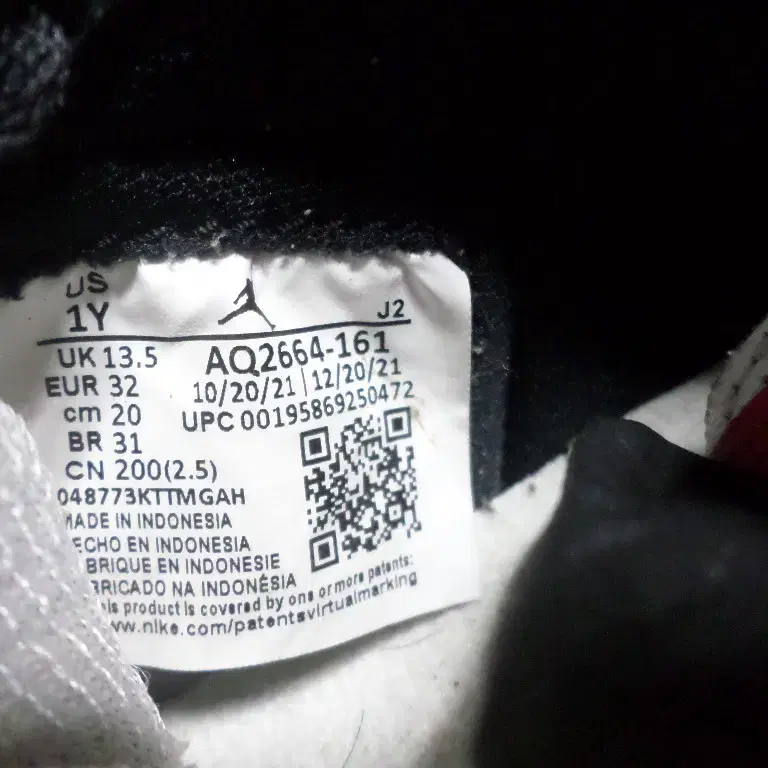 US
1Y
J2
UK 13.5
AQ2664-161
EUR 32
10/20/21 | 12/20/21
cm 20
UPC 00195869250472
BR 31
CN 200(2.5)
048773KTTMGAH
MADE IN INDONESIA
ECHO EN INDONESIA
BRIQUE EN INDONESIE
BRICADO NA INDONÉSIA
his product is covered by one or more patents:
ww.nike.com/patentsvirtualmarking